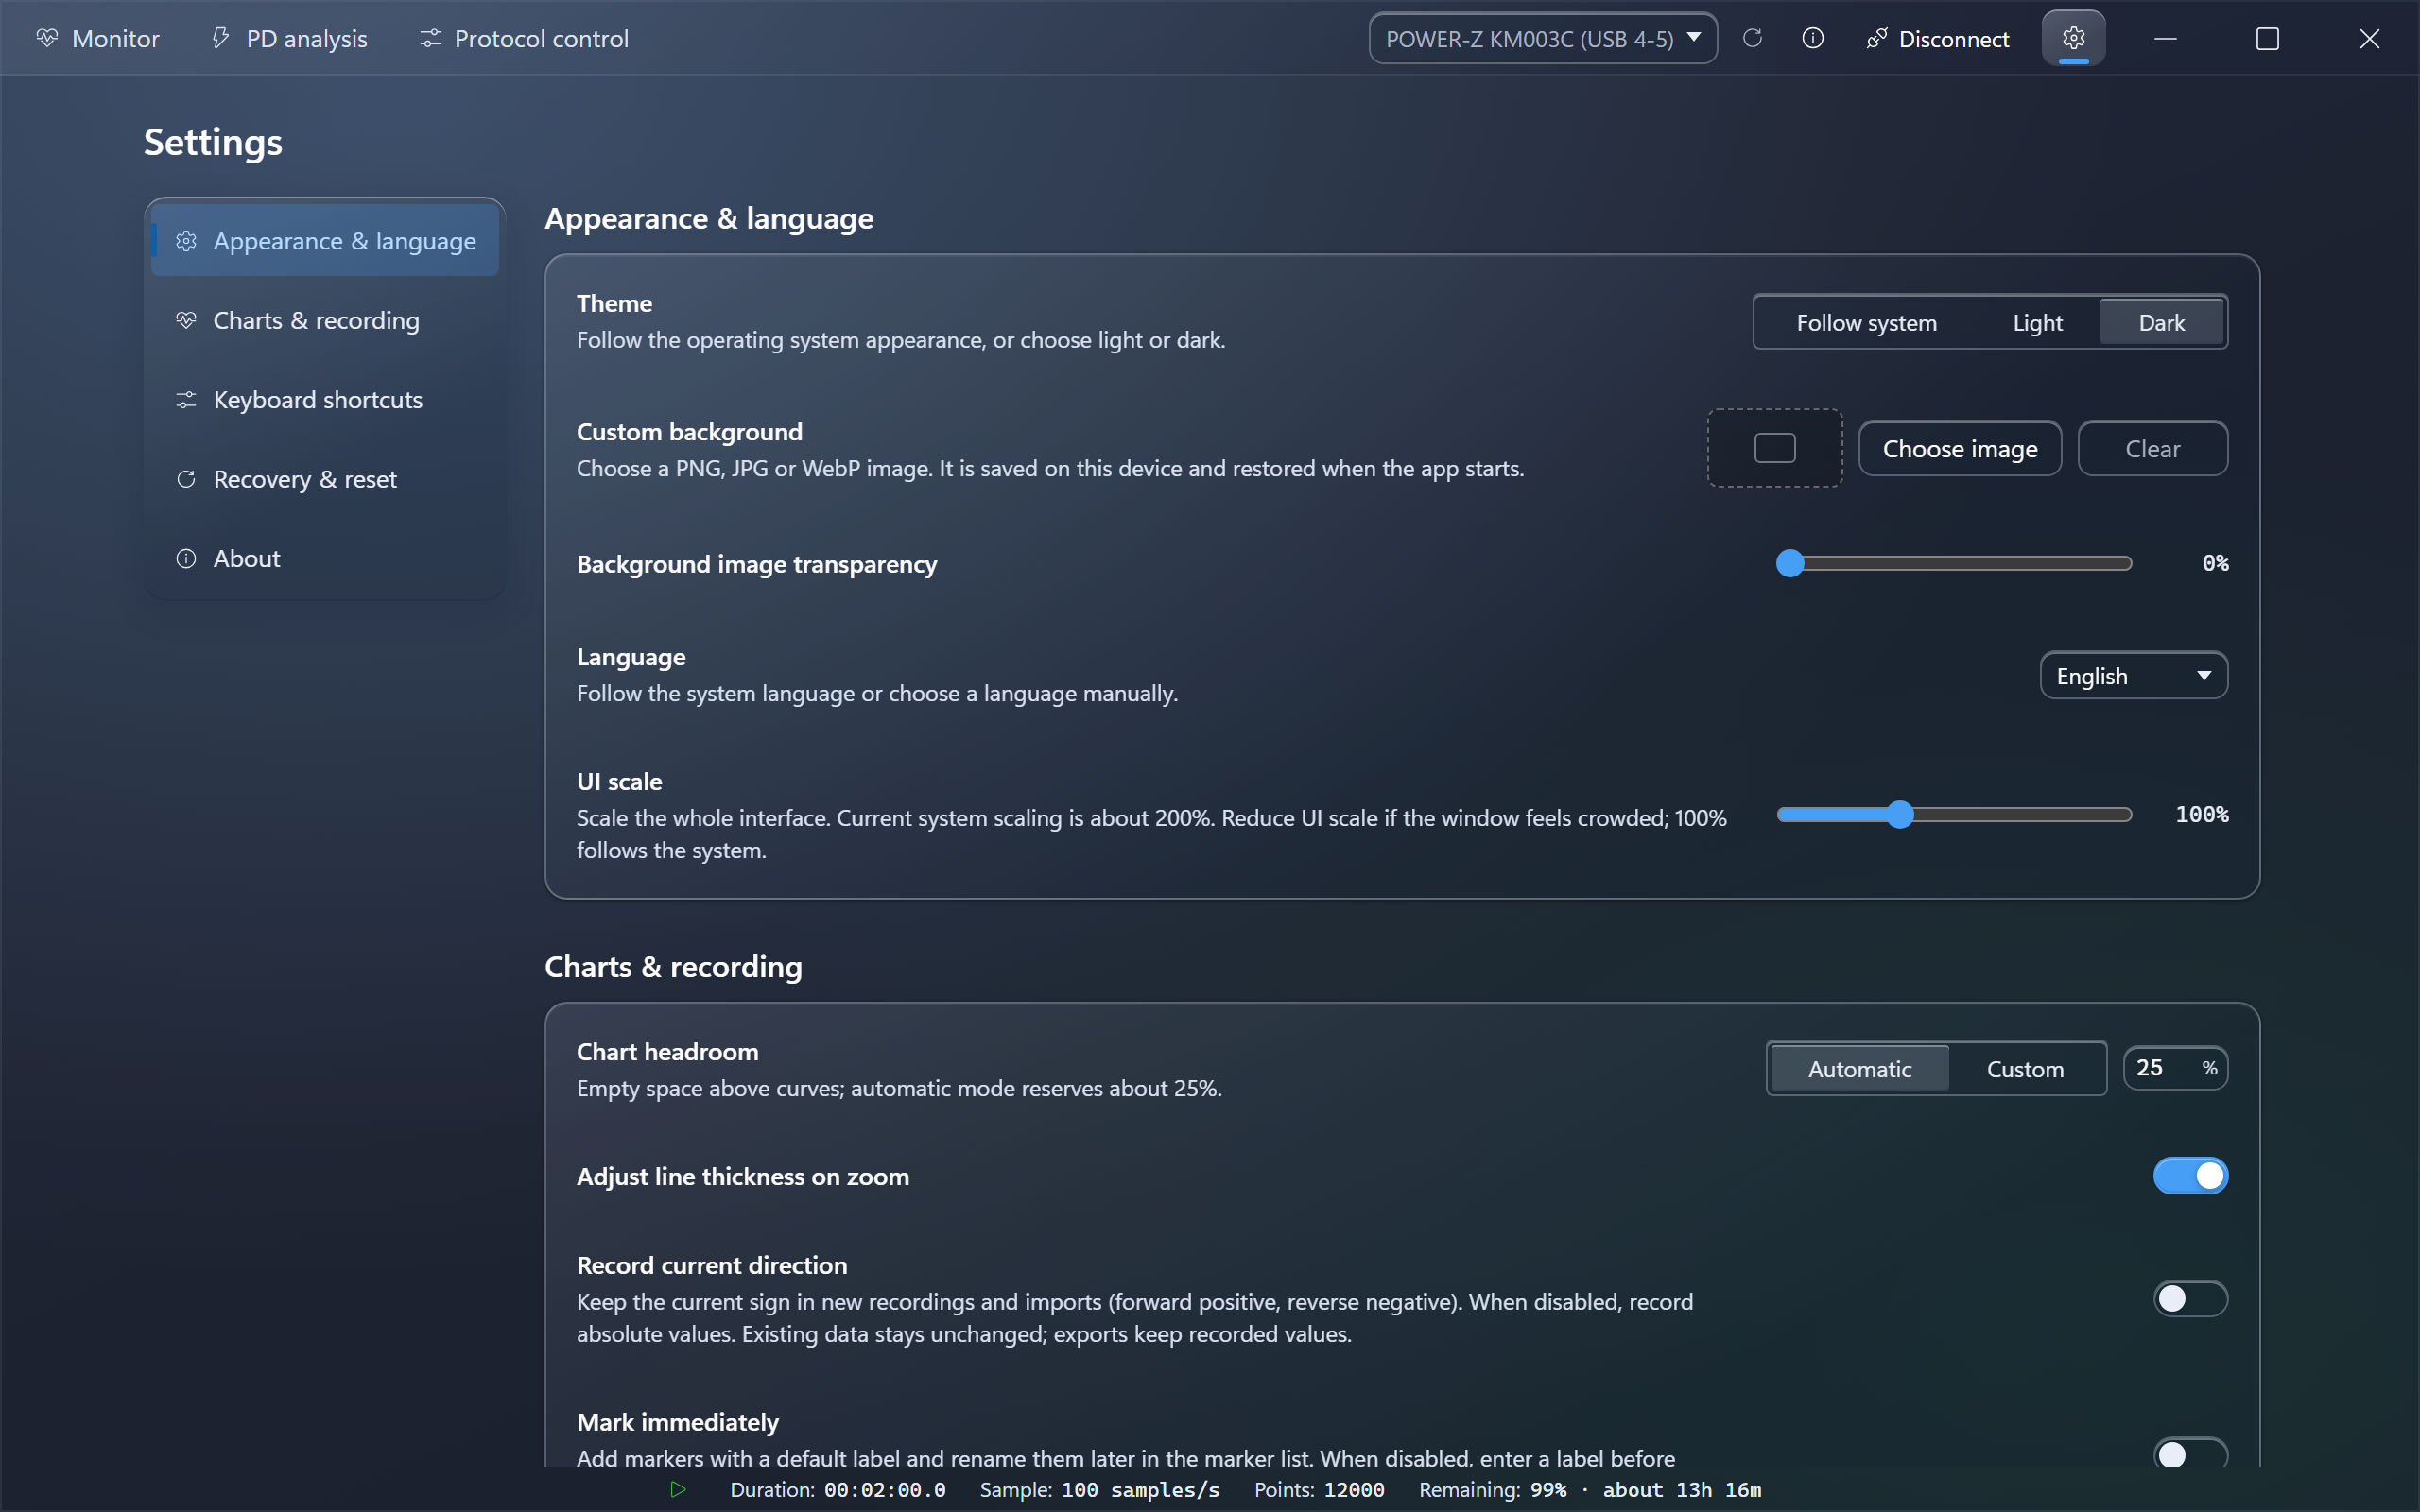 Monitor
PD analysis
Protocol control
POWER-Z KM003C (USB 4-5)
Disconnect
Settings
Appearance & language
Charts & recording
Keyboard shortcuts
Recovery & reset
About
Appearance & language
Theme
Follow the operating system appearance, or choose light or dark.
Follow system
Light
Dark
Custom background
Choose a PNG, JPG or WebP image. It is saved on this device and restored when the app starts.
Choose image
Clear
Background image transparency
0%
Language
Follow the system language or choose a language manually.
English
UI scale
Scale the whole interface. Current system scaling is about 200%. Reduce UI scale if the window feels crowded; 100%
follows the system.
100%
Charts & recording
Chart headroom
Empty space above curves; automatic mode reserves about 25%.
Automatic
Custom
25 %
Adjust line thickness on zoom
Record current direction
Keep the current sign in new recordings and imports (forward positive, reverse negative). When disabled, record
absolute values. Existing data stays unchanged; exports keep recorded values.
Mark immediately
Add markers with a default label and rename them later in the marker list. When disabled, enter a label before
Duration: 00:02:00.0 Sample: 100 samples/s Points: 12000 Remaining: 99% · about 13h 16m